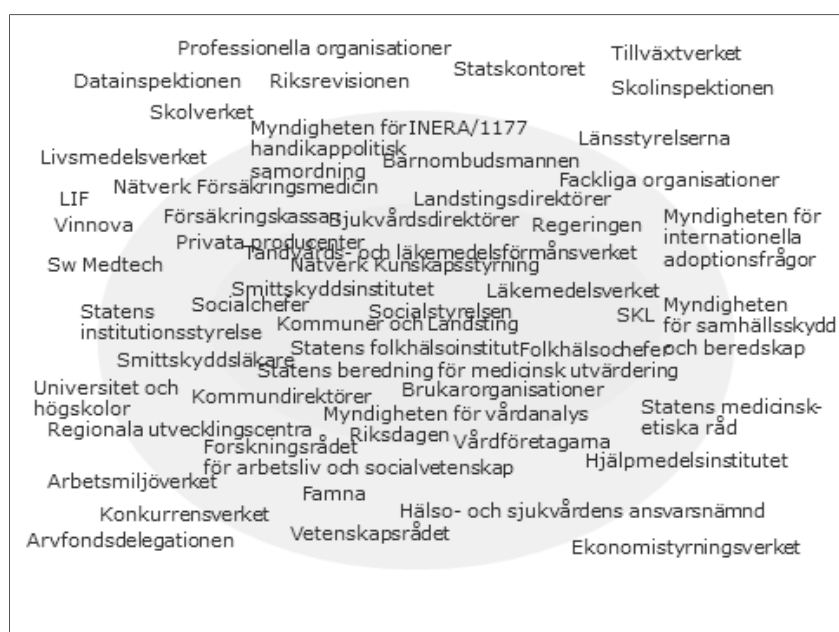 Professionella organisationer
Statskontoret
Tillväxtverket
Datainspektionen
Riksrevisionen
Skolinspektionen
Skolverket
Myndigheten för
handikappolitisk
samordning
INERA/1177
Länsstyrelserna
Livsmedelsverket
Barnombudsmannen
Nätverk Försäkringsmedicin
Fackliga organisationer
LIF
Landstingsdirektörer
Vinnova
Försäkringskassan
Sjukvårdsdirektörer
Regeringen
Myndigheten för
internationella
adoptionsfrågor
Privata producenter
Tandvårds- och läkemedelsförmånsverket
Sw Medtech
Nätverk Kunskapsstyrning
Smittskyddsinstitutet
Läkemedelsverket
Socialchefer
Statens
institutionsstyrelse
Socialstyrelsen
SKL
Myndigheten
för samhällsskydd
och beredskap
Kommuner och Landsting
Statens folkhälsoinstitut
Folkhälsochefer
Smittskyddsläkare
Statens beredning för medicinsk utvärdering
Universitet och
högskolor
Kommundirektörer
Brukarorganisationer
Myndigheten för vårdanalys
Statens medicinsk-
etiska råd
Regionala utvecklingscentra
Riksdagen
Vårdföretagarna
Forskningsrådet
för arbetsliv och socialvetenskap
Hjälpmedelsinstitutet
Arbetsmiljöverket
Famna
Konkurrensverket
Hälso- och sjukvårdens ansvarsnämnd
Arvfondsdelegationen
Vetenskapsrådet
Ekonomistyrningsverket